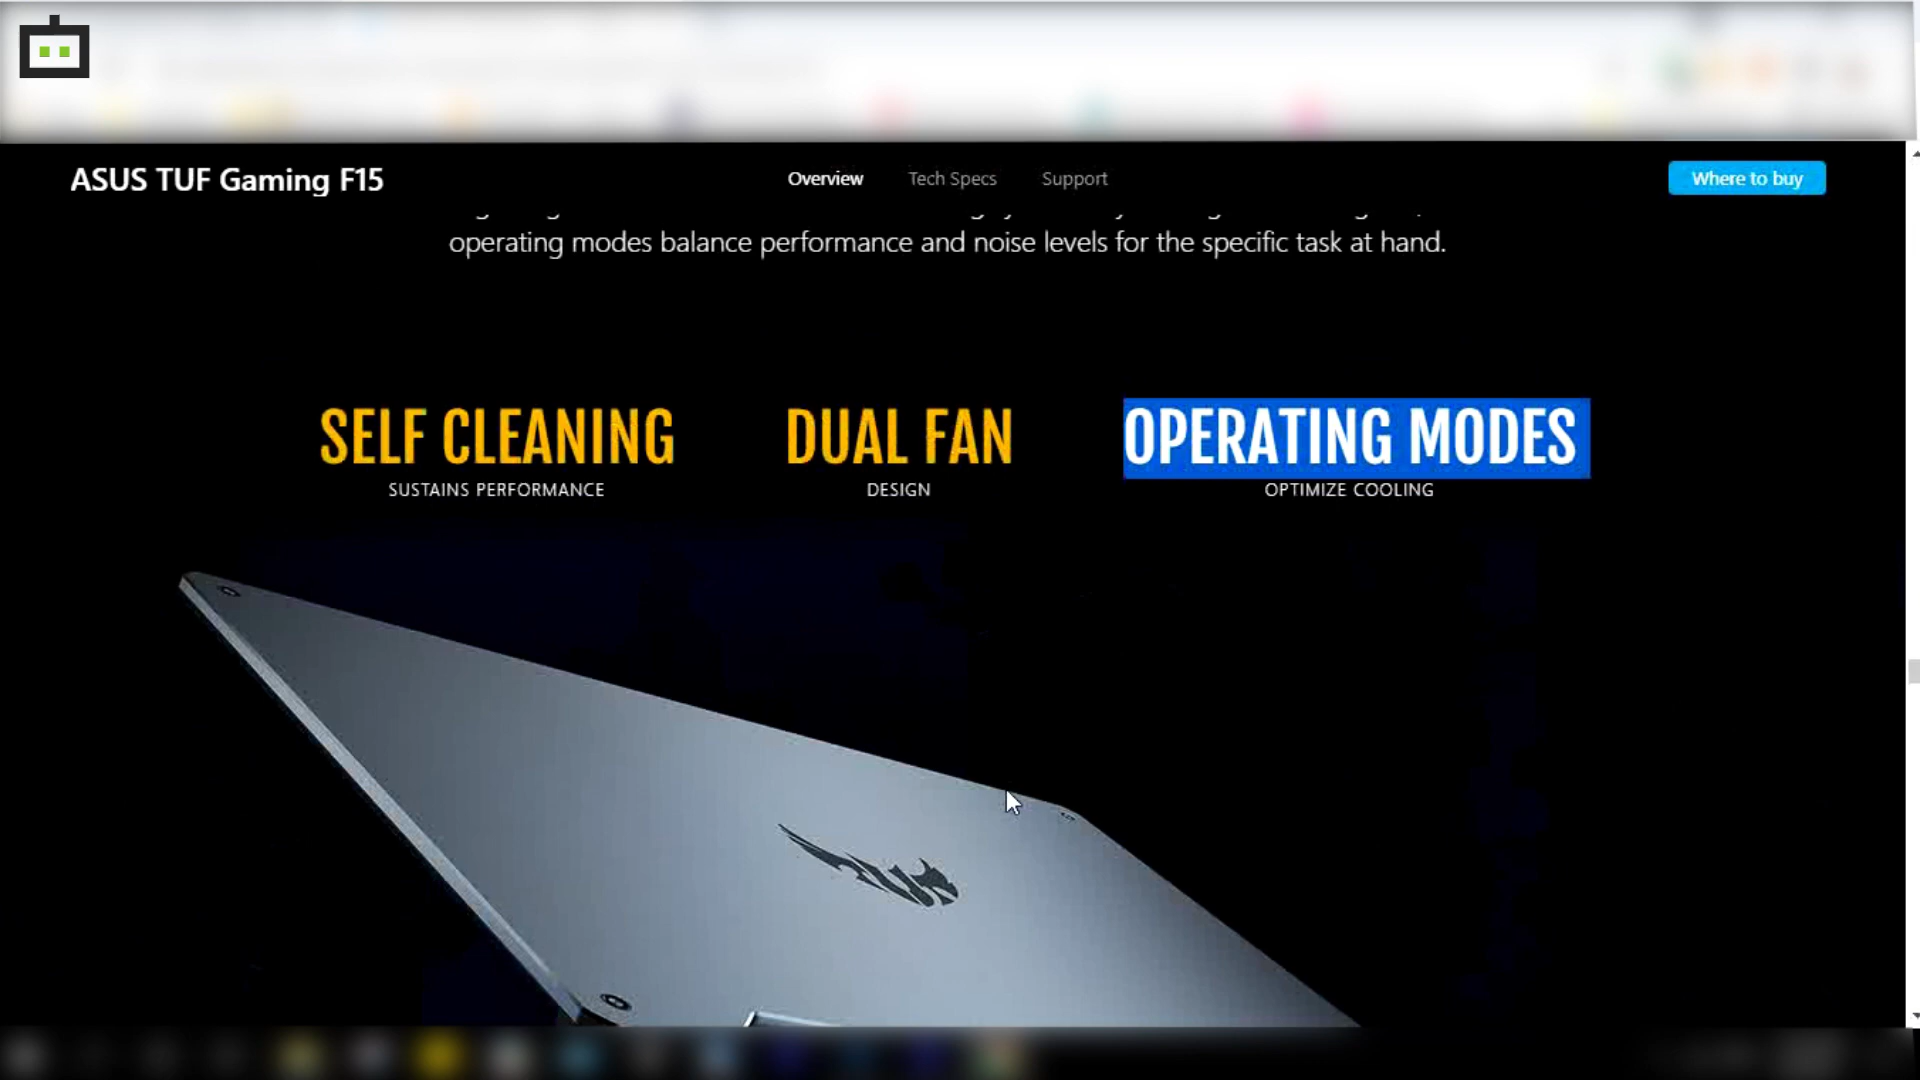 ASUS TUF Gaming F15
Overview
Tech Specs
Support
Where to buy
operating modes balance performance and noise levels for the specific task at hand.
SELF CLEANING
SUSTAINS PERFORMANCE
DUAL FAN
DESIGN
OPERATING MODES
OPTIMIZE COOLING